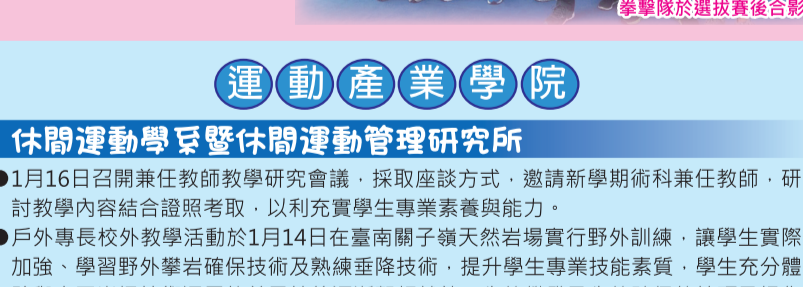 拳擊隊於選拔賽後合影
運動產業學院
休閒運動學系暨休閒運動管理研究所
●1月16日召開兼任教師教學研究會議，採取座談方式，邀請新學期術科兼任教師，研
討教學內容結合證照考取，以利充實學生專業素養與能力。
●戶外專長校外教學活動於1月14日在臺南關子嶺天然岩場實行野外訓練，讓學生實際
加強、學習野外攀岩確保技術及熟練垂降技術，提升學生專業技能素質，學生充分體